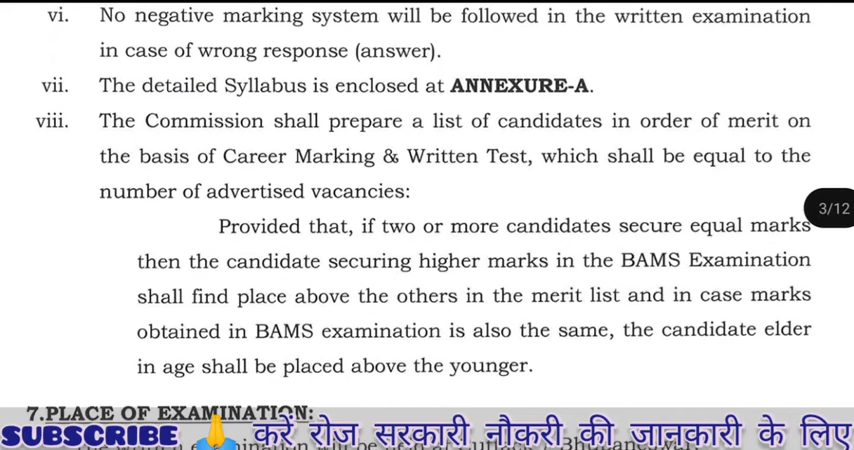 vi. No negative marking system will be followed in the written examination
in case of wrong response (answer).
vii. The detailed Syllabus is enclosed at ANNEXURE-A.
viii. The Commission shall prepare a list of candidates in order of merit on
the basis of Career Marking & Written Test, which shall be equal to the
number of advertised vacancies:
3/12
Provided that, if two or more candidates secure equal marks
then the candidate securing higher marks in the BAMS Examination
shall find place above the others in the merit list and in case marks
obtained in BAMS examination is also the same, the candidate elder
in age shall be placed above the younger.
7.PLACE OF EXAMINATION:
SUBSCRIBE 🙏 करें रोज सरकारी नौकरी की जानकारी के लिए